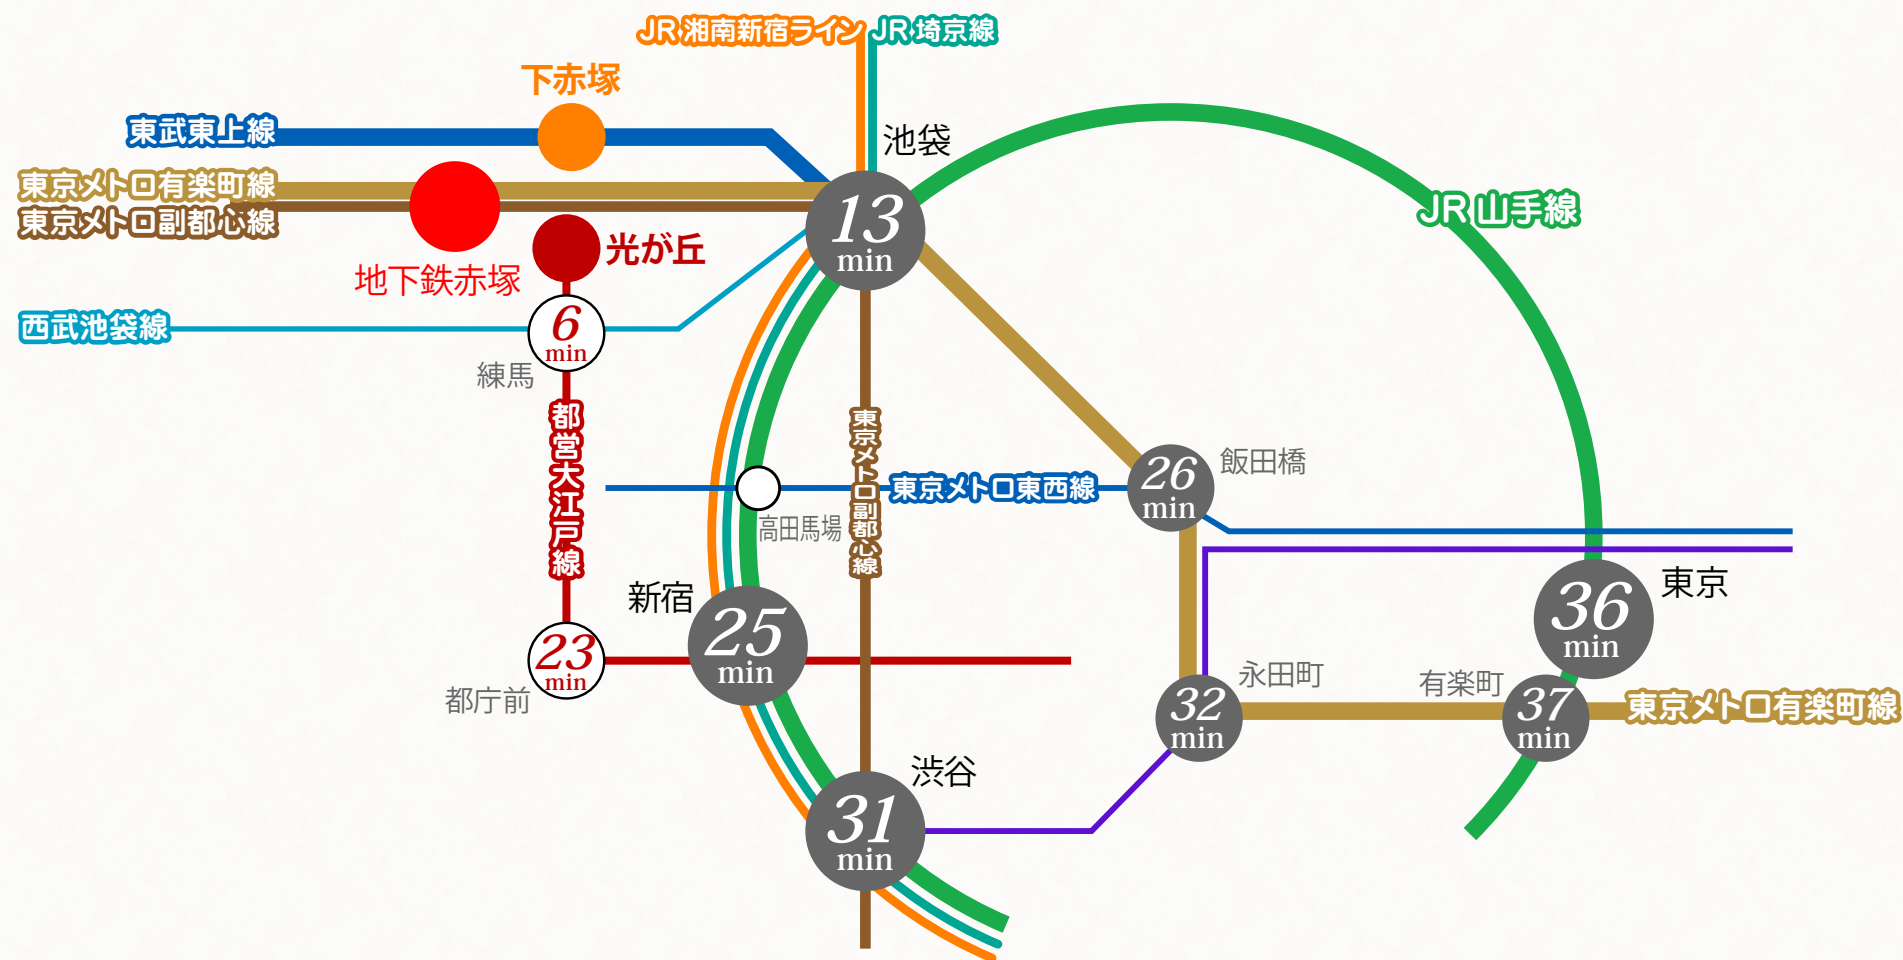 JR 湘南新宿ライン
JR 埼京線
下赤塚
東武東上線
池袋
東京メトロ有楽町線
東京メトロ副都心線
13
min
JR 山手線
光が丘
地下鉄赤塚
西武池袋線
6
min
練馬
都営大江戸線
東京メトロ副都心線
東京メトロ東西線
26
min
飯田橋
高田馬場
新宿
25
min
東京
36
min
23
min
都庁前
永田町
32
min
有楽町
37
min
東京メトロ有楽町線
渋谷
31
min